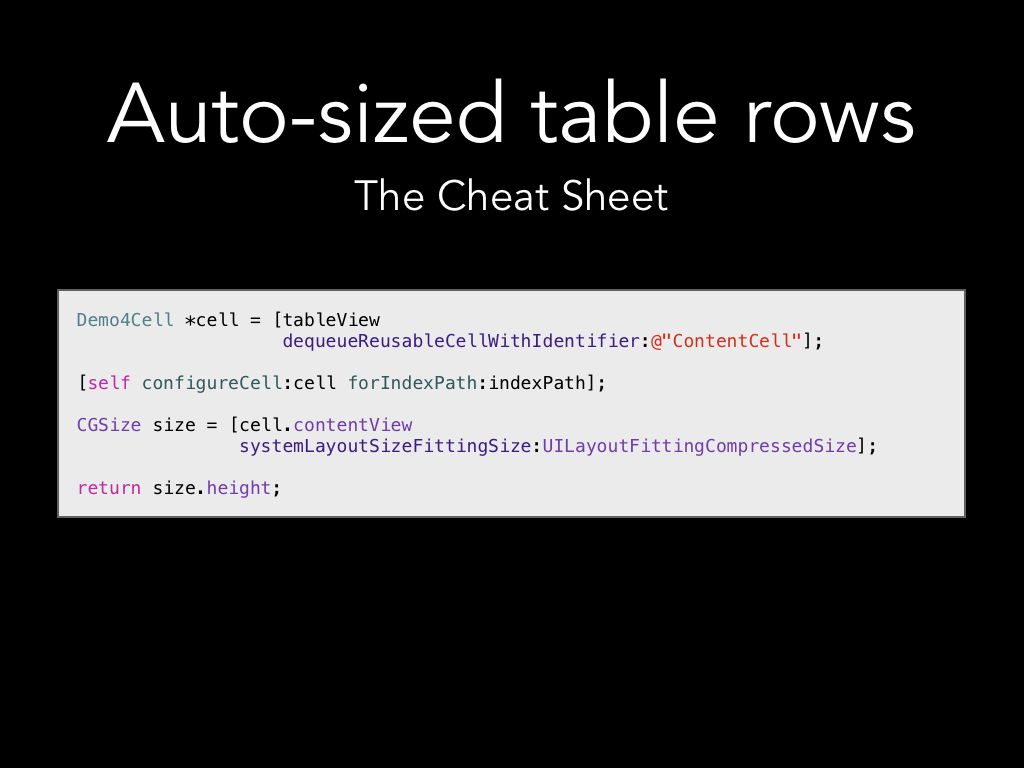 Auto-sized table rows
The Cheat Sheet
Demo4Cell *cell = [tableView
dequeueReusableCellWithIdentifier:@"ContentCell"];
[self configureCell:cell forIndexPath:indexPath];
CGSize size = [cell.contentView
systemLayoutSizeFittingSize:UILayoutFittingCompressedSize];
return size.height;